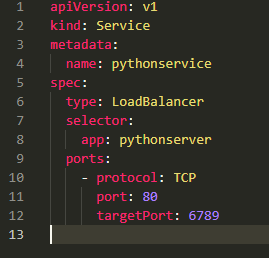 1 apiVersion: v1
2 kind: Service
3 metadata:
4   name: pythonservice
5 spec:
6   type: LoadBalancer
7   selector:
8     app: pythonserver
9   ports:
10     - protocol: TCP
11       port: 80
12       targetPort: 6789
13